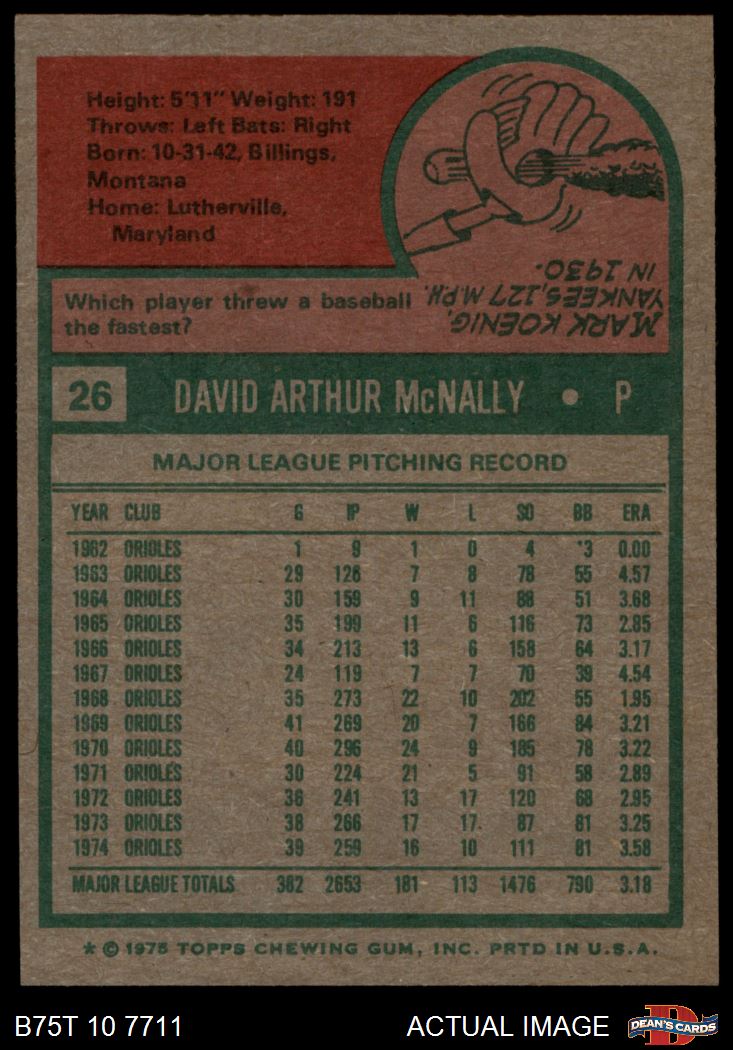 Height: 5'11" Weight: 191
Throws: Left Bats: Right
Born: 10-31-42, Billings,
Montana
Home: Lutherville,
Maryland
Which player threw a baseball
the fastest?
MARK KOENIG,
YANKEES, 127 M.P.H.
IN 1930.
26 DAVID ARTHUR McNALLY • P
MAJOR LEAGUE PITCHING RECORD
YEAR CLUB G IP W L SO BB ERA
1962 ORIOLES 1 9 1 0 4 3 0.00
1963 ORIOLES 29 126 7 8 78 55 4.57
1964 ORIOLES 30 159 9 11 88 51 3.68
1965 ORIOLES 35 199 11 6 116 73 2.85
1966 ORIOLES 34 213 13 6 158 64 3.17
1967 ORIOLES 24 119 7 7 70 39 4.54
1968 ORIOLES 35 273 22 10 202 55 1.95
1969 ORIOLES 41 269 20 7 166 84 3.21
1970 ORIOLES 40 296 24 9 185 78 3.22
1971 ORIOLES 30 224 21 5 91 58 2.89
1972 ORIOLES 36 241 13 17 120 68 2.95
1973 ORIOLES 38 266 17 17 87 81 3.25
1974 ORIOLES 39 259 16 10 111 81 3.58
MAJOR LEAGUE TOTALS 362 2653 181 113 1476 790 3.18
* © 1975 TOPPS CHEWING GUM, INC. PRTD IN U.S.A.
B75T 10 7711 ACTUAL IMAGE D DEAN'S CARDS